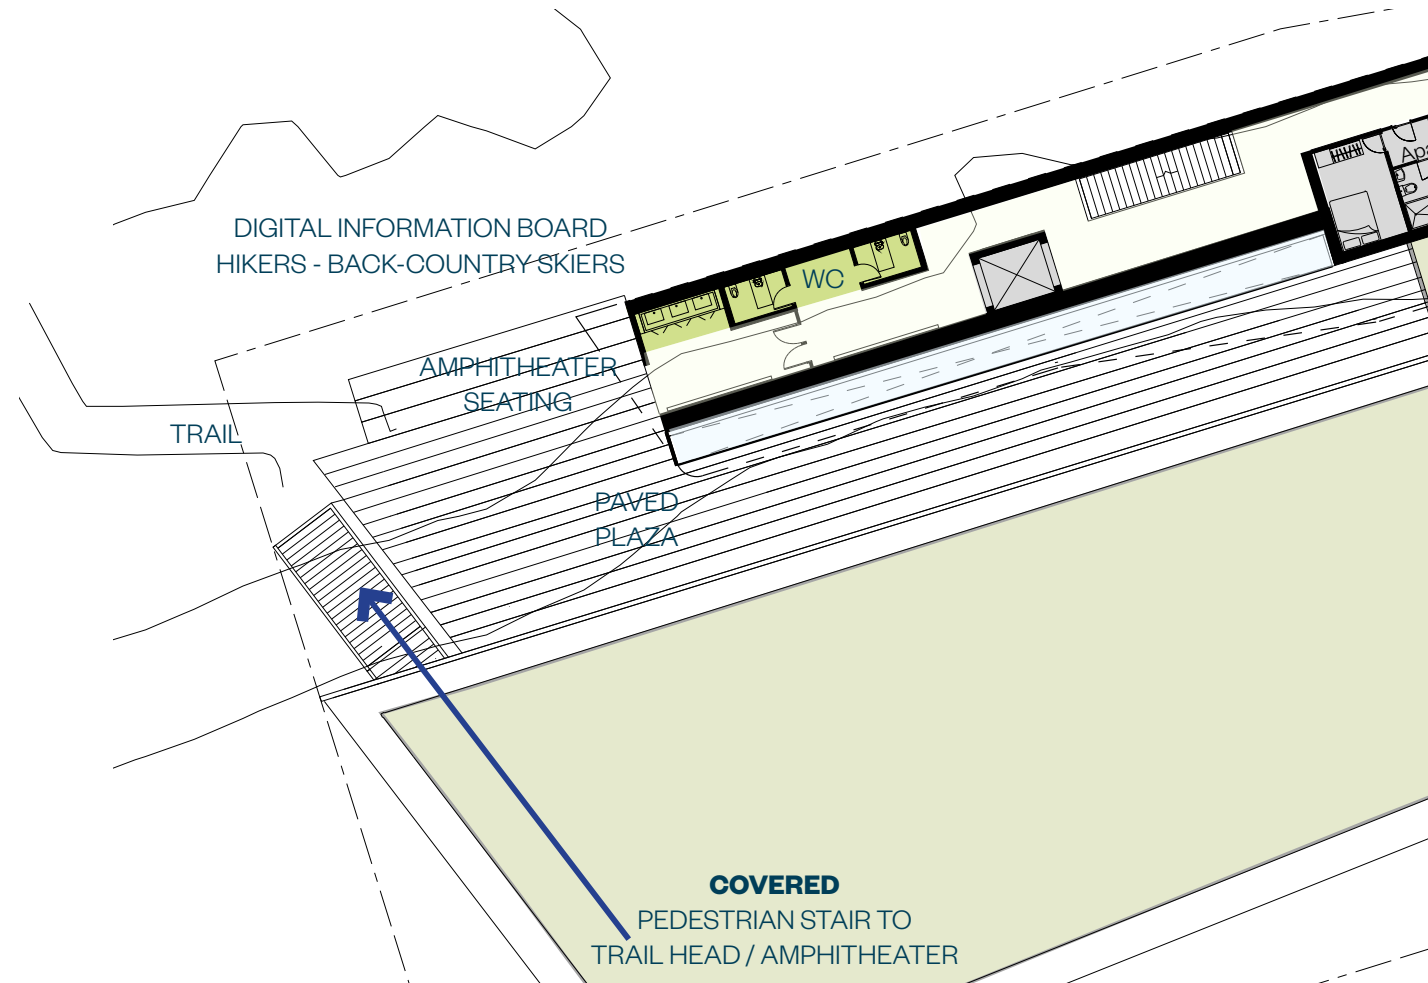 DIGITAL INFORMATION BOARD
HIKERS - BACK-COUNTRY SKIERS
WC
AMPHITHEATER
SEATING
TRAIL
PAVED
PLAZA
COVERED
PEDESTRIAN STAIR TO
TRAIL HEAD / AMPHITHEATER